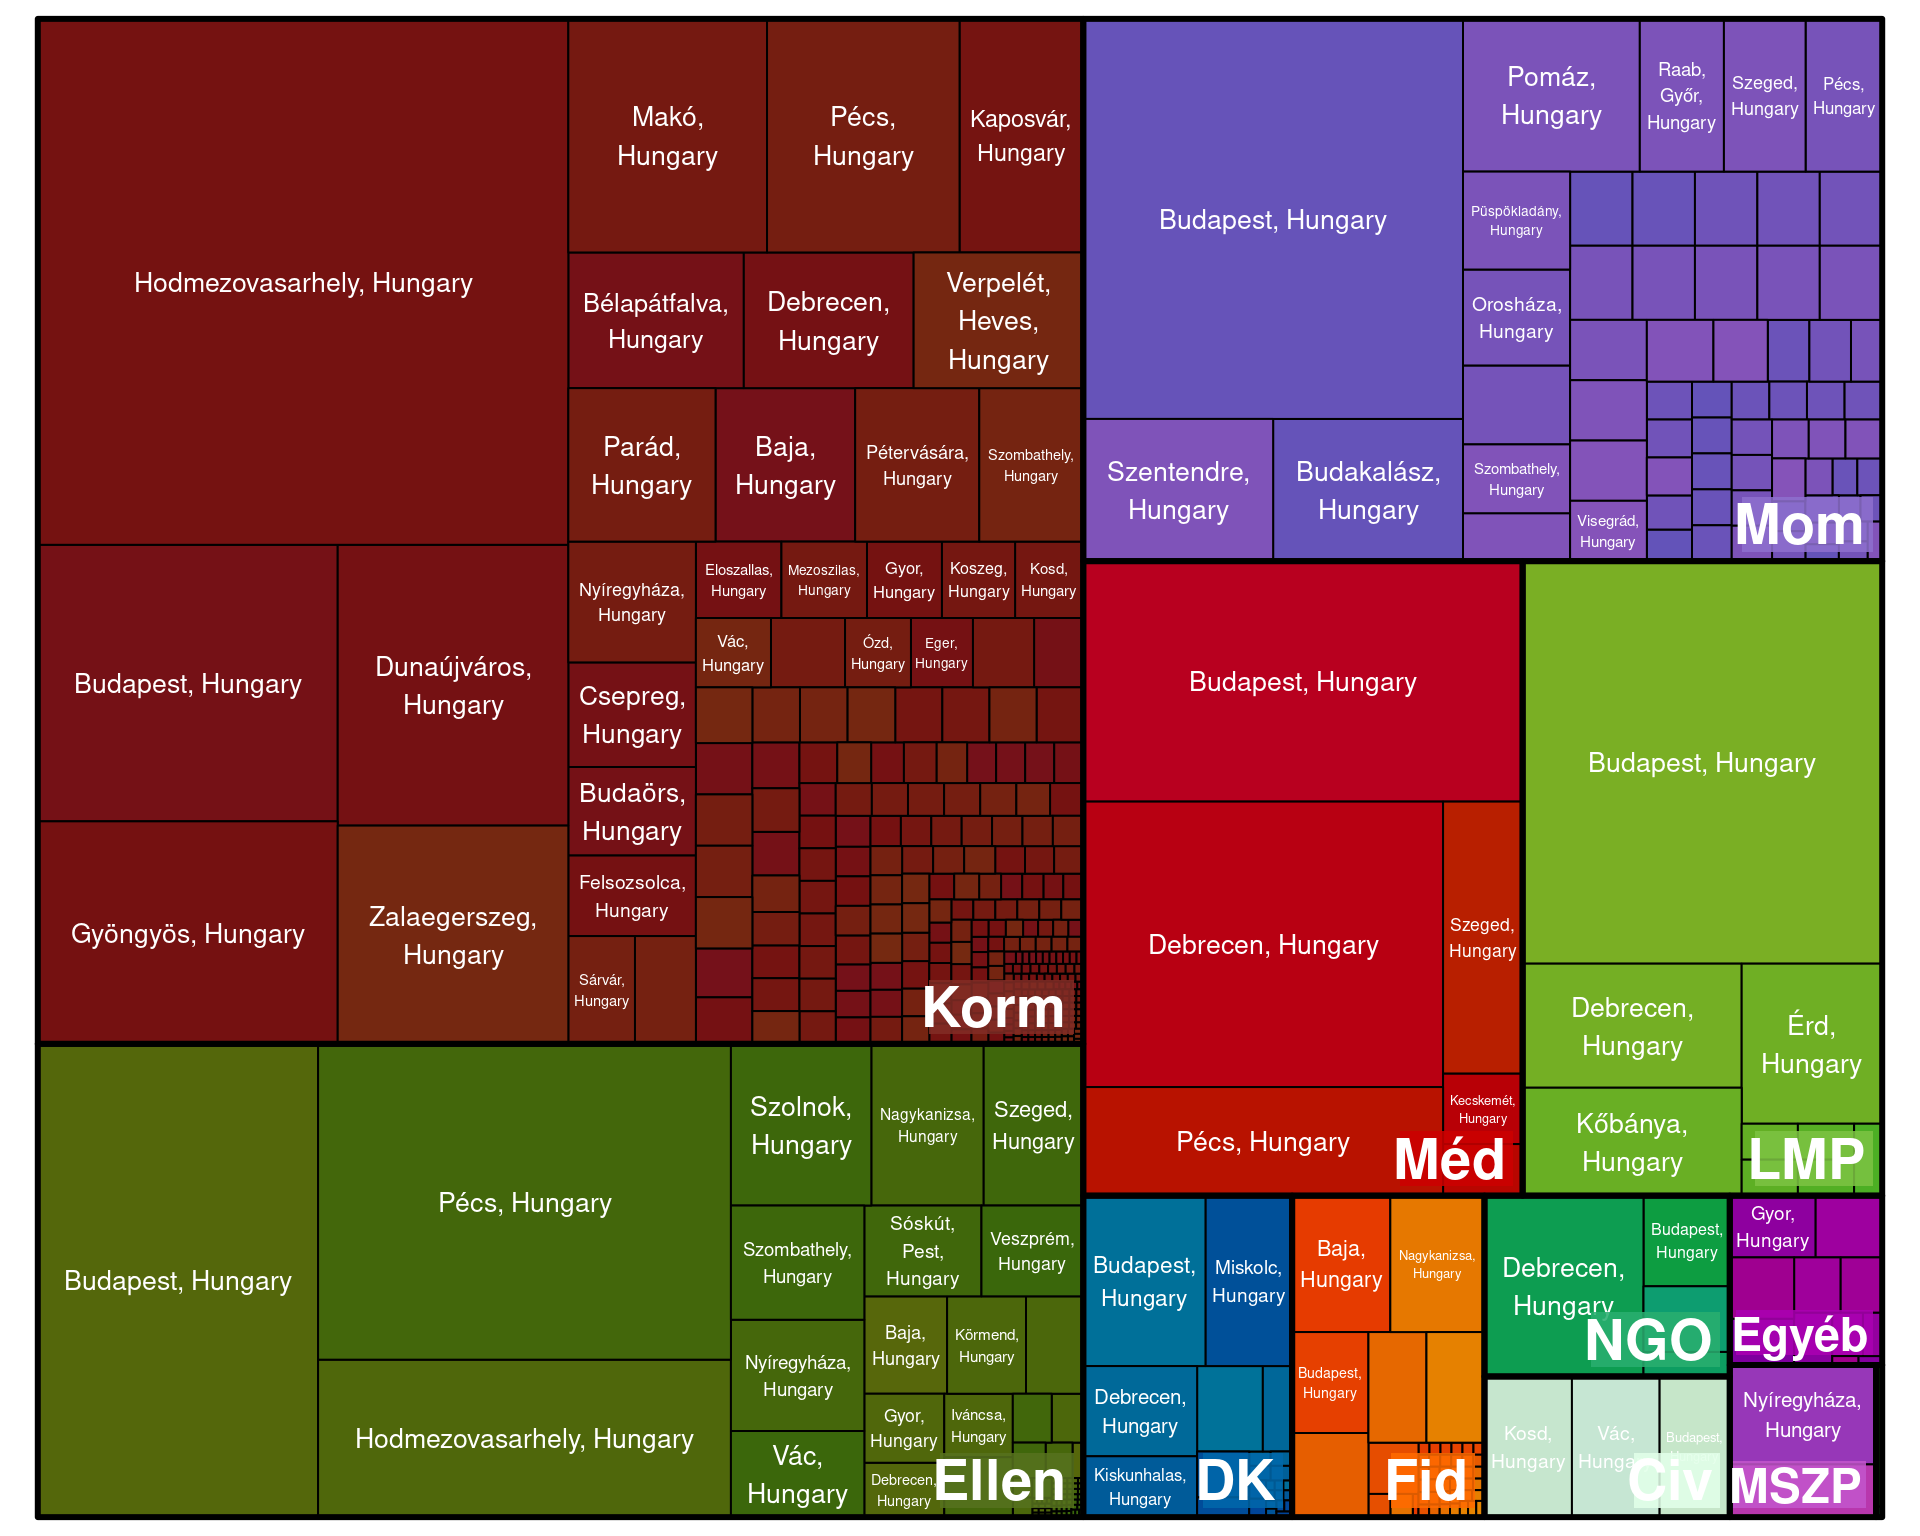 Hodmezovasarhely, Hungary
Makó,
Hungary
Pécs,
Hungary
Kaposvár,
Hungary
Bélapátfalva,
Hungary
Debrecen,
Hungary
Verpelét,
Heves,
Hungary
Parád,
Hungary
Baja,
Hungary
Pétervására,
Hungary
Szombathely,
Hungary
Budapest, Hungary
Dunaújváros,
Hungary
Gyöngyös, Hungary
Zalaegerszeg,
Hungary
Nyíregyháza,
Hungary
Eloszallas,
Hungary
Mezoszilas,
Hungary
Gyor,
Hungary
Koszeg,
Hungary
Kosd,
Hungary
Vác,
Hungary
Ózd,
Hungary
Eger,
Hungary
Csepreg,
Hungary
Budaörs,
Hungary
Felsozsolca,
Hungary
Sárvár,
Hungary
Korm
Budapest, Hungary
Pomáz,
Hungary
Raab,
Győr,
Hungary
Szeged,
Hungary
Pécs,
Hungary
Püspökladány,
Hungary
Orosháza,
Hungary
Szentendre,
Hungary
Budakalász,
Hungary
Szombathely,
Hungary
Visegrád,
Hungary
Mom
Budapest, Hungary
Debrecen, Hungary
Szeged,
Hungary
Pécs, Hungary
Kecskemét,
Hungary
Méd
Budapest, Hungary
Debrecen,
Hungary
Érd,
Hungary
Kőbánya,
Hungary
LMP
Budapest, Hungary
Pécs, Hungary
Hodmezovasarhely, Hungary
Szolnok,
Hungary
Nagykanizsa,
Hungary
Szeged,
Hungary
Szombathely,
Hungary
Sóskút,
Pest,
Hungary
Veszprém,
Hungary
Nyíregyháza,
Hungary
Baja,
Hungary
Körmend,
Hungary
Vác,
Hungary
Gyor,
Hungary
Iváncsa,
Hungary
Debrecen,
Hungary
Ellen
Budapest,
Hungary
Miskolc,
Hungary
Debrecen,
Hungary
Kiskunhalas,
Hungary
DK
Baja,
Hungary
Nagykanizsa,
Hungary
Budapest,
Hungary
Fid
Debrecen,
Hungary
Budapest,
Hungary
NGO
Gyor,
Hungary
Egyéb
Kosd,
Hungary
Vác,
Hungary
Budapest,
Civ
Nyíregyháza,
Hungary
MSZP